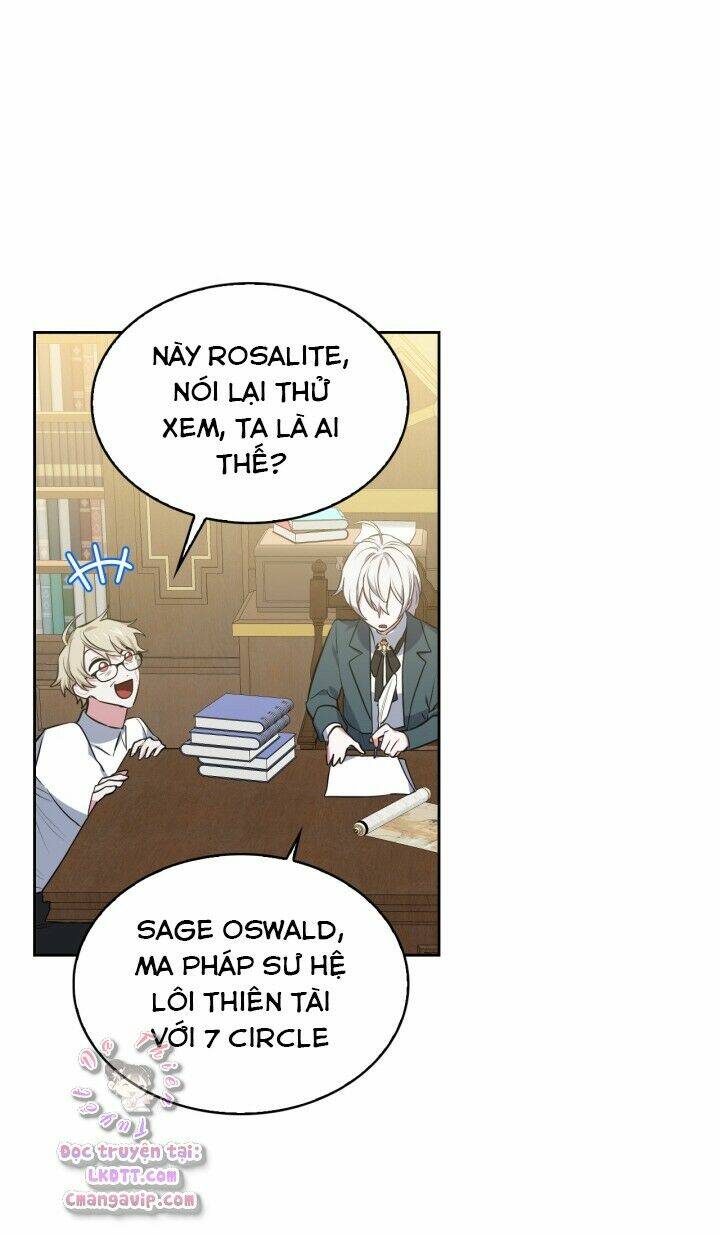 NÀY ROSALITE,
NÓI LẠI THỬ
XEM, TA LÀ AI
THẾ?
SAGE OSWALD,
MA PHÁP SƯ HỆ
LÔI THIÊN TÀI
VỚI 7 CIRCLE
Đọc truyện tại:
LKDTT.com
Cmangavip.com